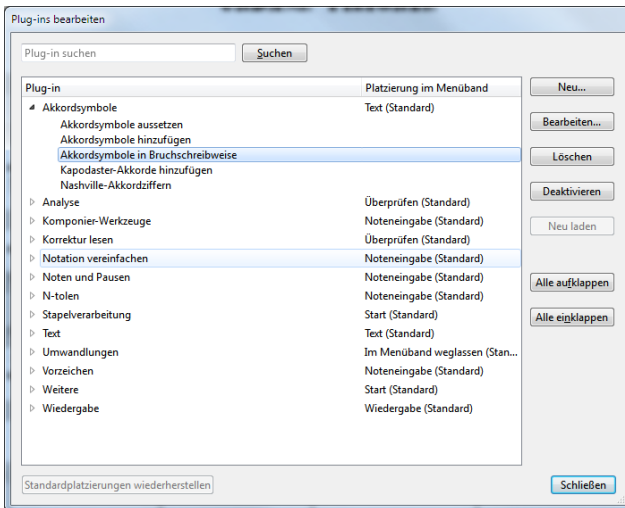 Plug-ins bearbeiten
Plug-in suchen Suchen
Plug-in Platzierung im Menüband Neu...
Akkordsymbole Text (Standard)
Akkordsymbole aussetzen Bearbeiten...
Akkordsymbole hinzufügen
Akkordsymbole in Bruchschreibweise Löschen
Kapodaster-Akkorde hinzufügen
Nashville-Akkordziffern Deaktivieren
Analyse Überprüfen (Standard)
Komponier-Werkzeuge Noteneingabe (Standard) Neu laden
Korrektur lesen Überprüfen (Standard)
Notation vereinfachen Noteneingabe (Standard)
Noten und Pausen Noteneingabe (Standard) Alle aufklappen
N-tolen Noteneingabe (Standard)
Stapelverarbeitung Start (Standard) Alle einklappen
Text Text (Standard)
Umwandlungen Im Menüband weglassen (Stan...
Vorzeichen Noteneingabe (Standard)
Weitere Start (Standard)
Wiedergabe Wiedergabe (Standard)
Standardplatzierungen wiederherstellen Schließen